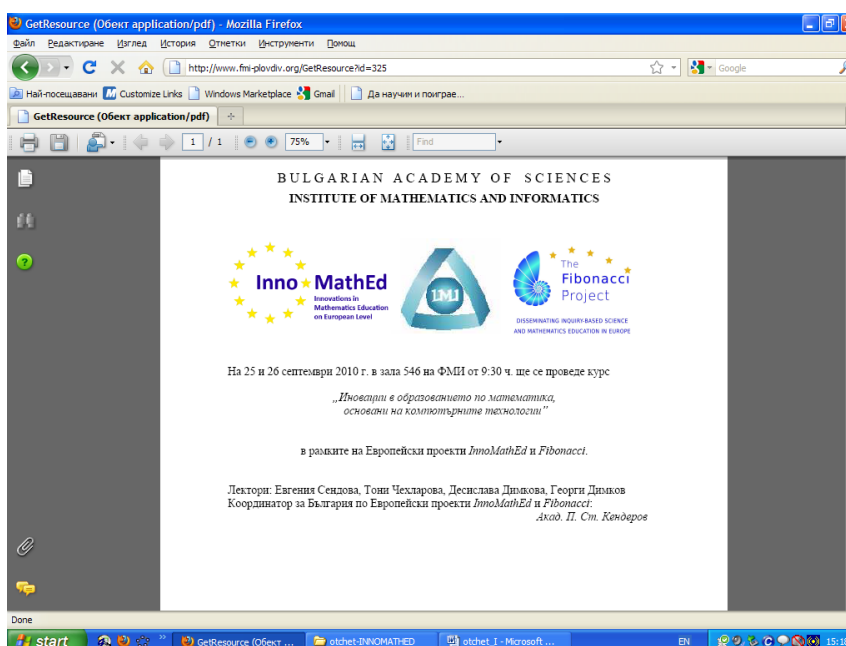 GetResource (Обект application/pdf) - Mozilla Firefox
Файл Редактиране Изглед История Отметки Инструменти Помощ
http://www.fmi-plovdiv.org/GetResource?id=325
Google
Най-посещавани Customize Links Windows Marketplace Gmail Да научим и поиграе...
GetResource (Обект application/pdf)
1 / 1 75% Find
BULGARIAN ACADEMY OF SCIENCES
INSTITUTE OF MATHEMATICS AND INFORMATICS
Inno MathEd
Innovations in
Mathematics Education
on European Level
IMI
The
Fibonacci
Project
DISSEMINATING INQUIRY-BASED SCIENCE
AND MATHEMATICS EDUCATION IN EUROPE
На 25 и 26 септември 2010 г. в зала 546 на ФМИ от 9:30 ч. ще се проведе курс
„Иновации в образованието по математика,
основани на компютърните технологии”
в рамките на Европейски проекти InnoMathEd и Fibonacci.
Лектори: Евгения Сендова, Тони Чехларова, Десислава Димкова, Георги Димков
Координатор за България по Европейски проекти InnoMathEd и Fibonacci:
Акад. П. Ст. Кендеров
Done
start GetResource (Обект ... otchet-INNOMATHED otchet_I - Microsoft ... EN 15:18